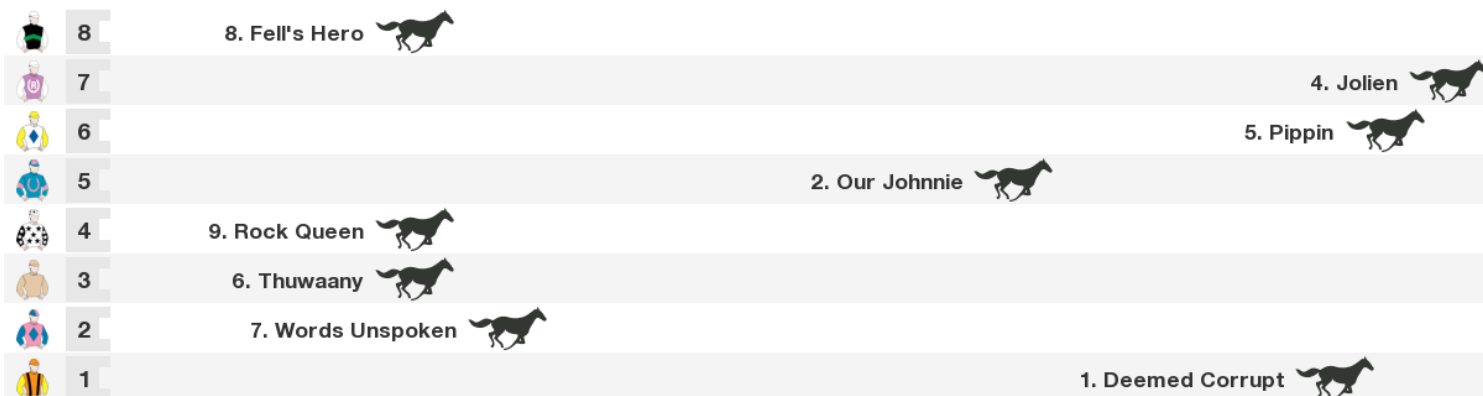 8 8. Fell's Hero
7 4. Jolien
6 5. Pippin
5 2. Our Johnnie
4 9. Rock Queen
3 6. Thuwaany
2 7. Words Unspoken
1 1. Deemed Corrupt